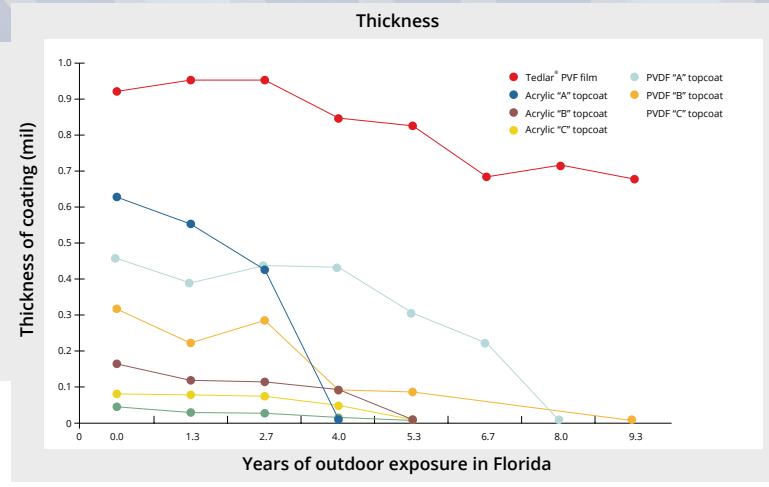 Thickness
Thickness of coating (mil)
1.0
0.9
0.8
0.7
0.6
0.5
0.4
0.3
0.2
0.1
0
Tedlar® PVF film
Acrylic “A” topcoat
Acrylic “B” topcoat
Acrylic “C” topcoat
PVDF “A” topcoat
PVDF “B” topcoat
PVDF “C” topcoat
0 0.0 1.3 2.7 4.0 5.3 6.7 8.0 9.3
Years of outdoor exposure in Florida